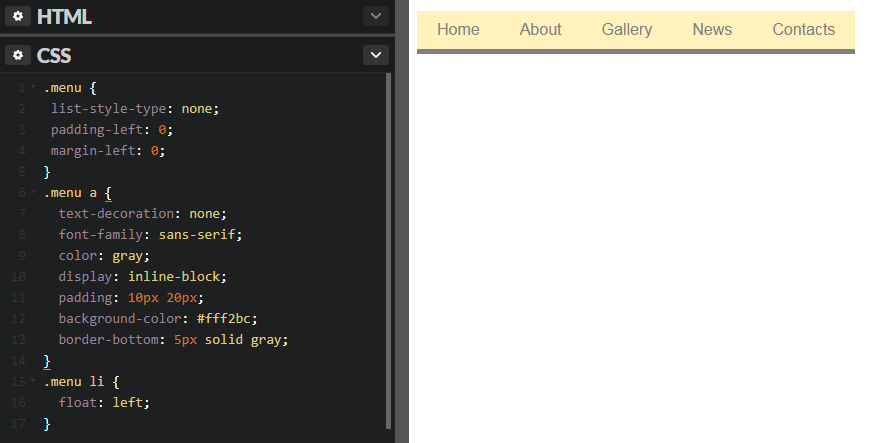 HTML
CSS
1 .menu {
2 list-style-type: none;
3 padding-left: 0;
4 margin-left: 0;
5 }
6 .menu a {
7 text-decoration: none;
8 font-family: sans-serif;
9 color: gray;
10 display: inline-block;
11 padding: 10px 20px;
12 background-color: #fff2bc;
13 border-bottom: 5px solid gray;
14 }
15 .menu li {
16 float: left;
17 }
Home About Gallery News Contacts